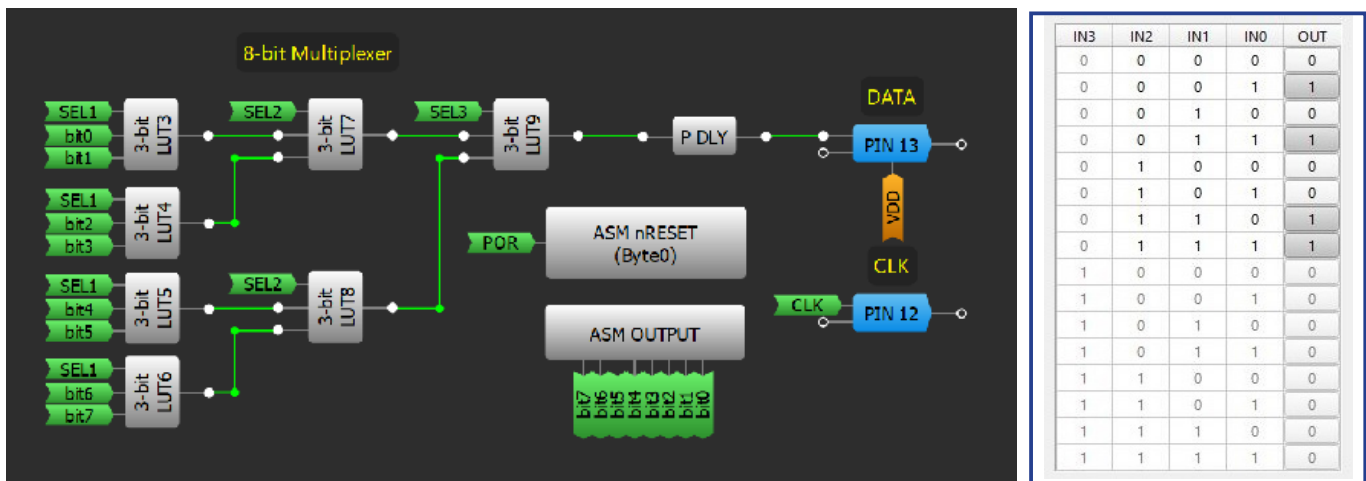 8-bit Multiplexer
SEL1
bit0
bit1
3-bit
LUT3
SEL2
3-bit
LUT7
SEL3
3-bit
LUT9
P DLY
DATA
PIN 13
VDD
SEL1
bit2
bit3
3-bit
LUT4
POR
ASM nRESET
(Byte0)
CLK
CLK
PIN 12
SEL1
bit4
bit5
3-bit
LUT5
SEL2
3-bit
LUT8
ASM OUTPUT
bit7 bit6 bit5 bit4 bit3 bit2 bit1 bit0
SEL1
bit6
bit7
3-bit
LUT6
IN3 IN2 IN1 IN0 OUT
0 0 0 0 0
0 0 0 1 1
0 0 1 0 0
0 0 1 1 1
0 1 0 0 0
0 1 0 1 0
0 1 1 0 1
0 1 1 1 1
1 0 0 0 0
1 0 0 1 0
1 0 1 0 0
1 0 1 1 0
1 1 0 0 0
1 1 0 1 0
1 1 1 0 0
1 1 1 1 0